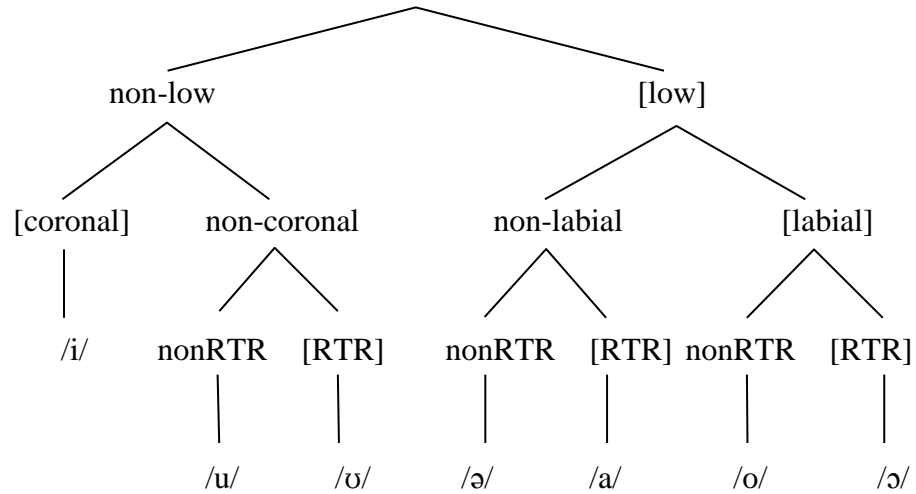 non-low [low]
[coronal] non-coronal non-labial [labial]
/i/ nonRTR [RTR] nonRTR [RTR] nonRTR [RTR]
/u/ /ʊ/ /ə/ /a/ /o/ /ɔ/